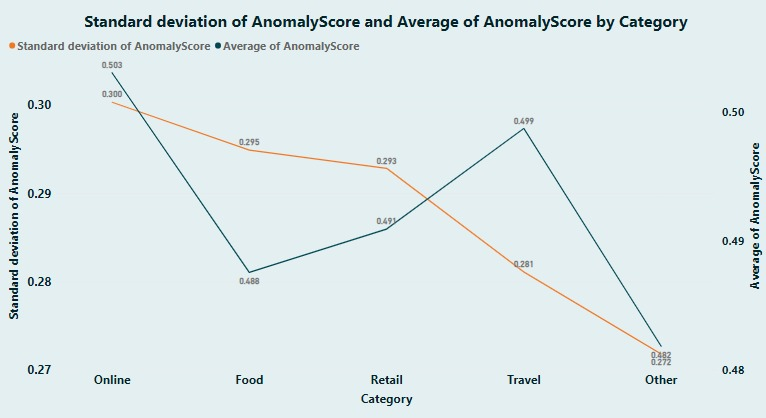 Standard deviation of AnomalyScore and Average of AnomalyScore by Category
Standard deviation of AnomalyScore Average of AnomalyScore
0.503
0.300
0.30
0.50
0.499
0.295
0.293
0.29
0.491
0.49
0.28
0.488
0.281
0.482
0.272
0.27
0.48
Standard deviation of AnomalyScore
Average of AnomalyScore
Online Food Retail Travel Other
Category